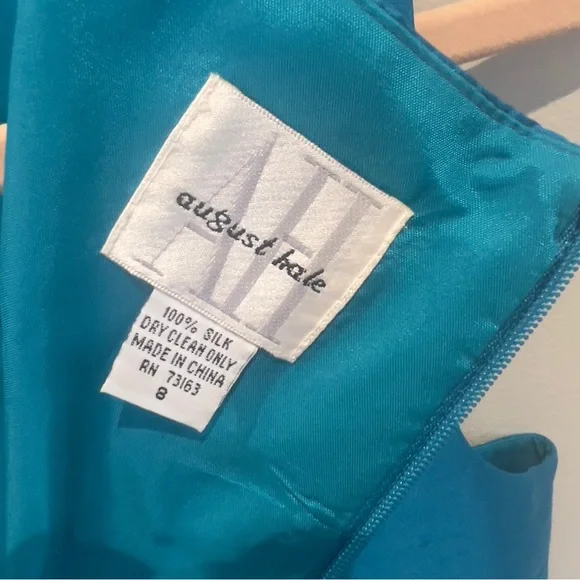 AH
august hale
100% SILK
DRY CLEAN ONLY
MADE IN CHINA
RN 73163
8